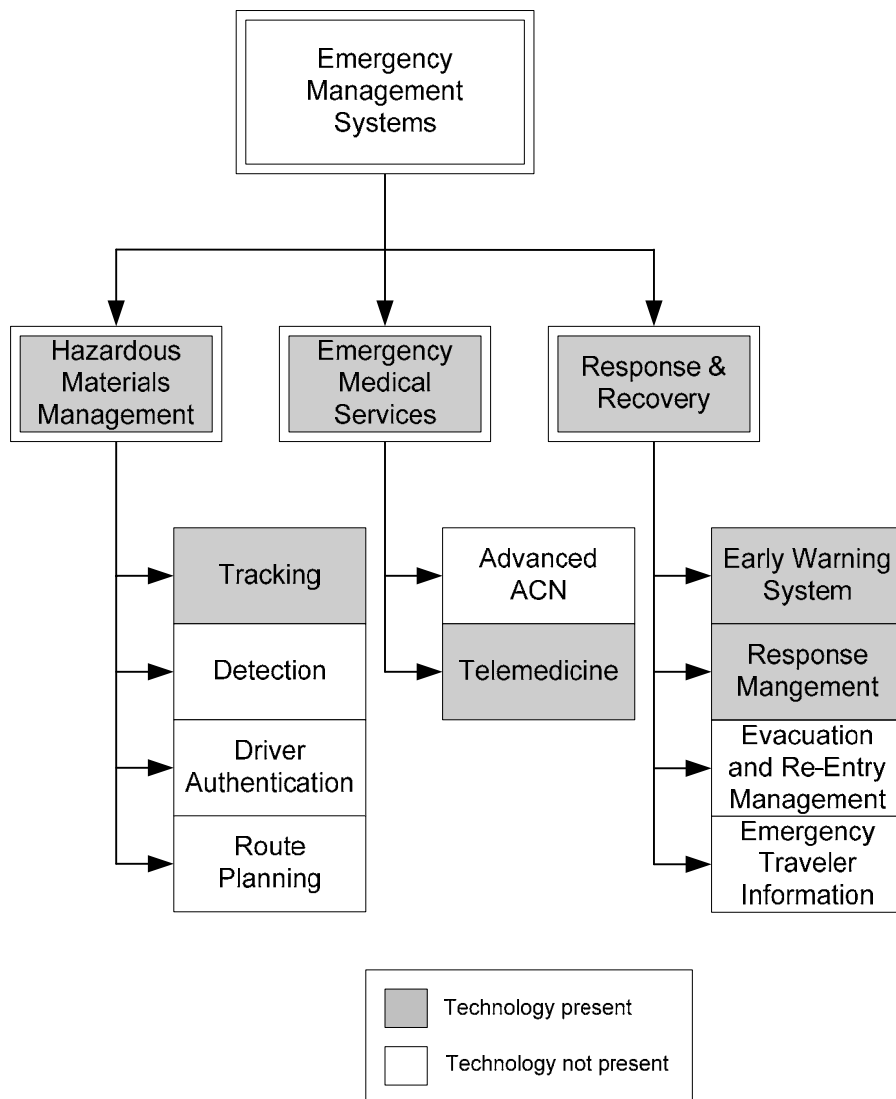 Emergency
Management
Systems
Hazardous
Materials
Management
Emergency
Medical
Services
Response &
Recovery
Tracking
Detection
Driver
Authentication
Route
Planning
Advanced
ACN
Telemedicine
Early Warning
System
Response
Mangement
Evacuation
and Re-Entry
Management
Emergency
Traveler
Information
Technology present
Technology not present